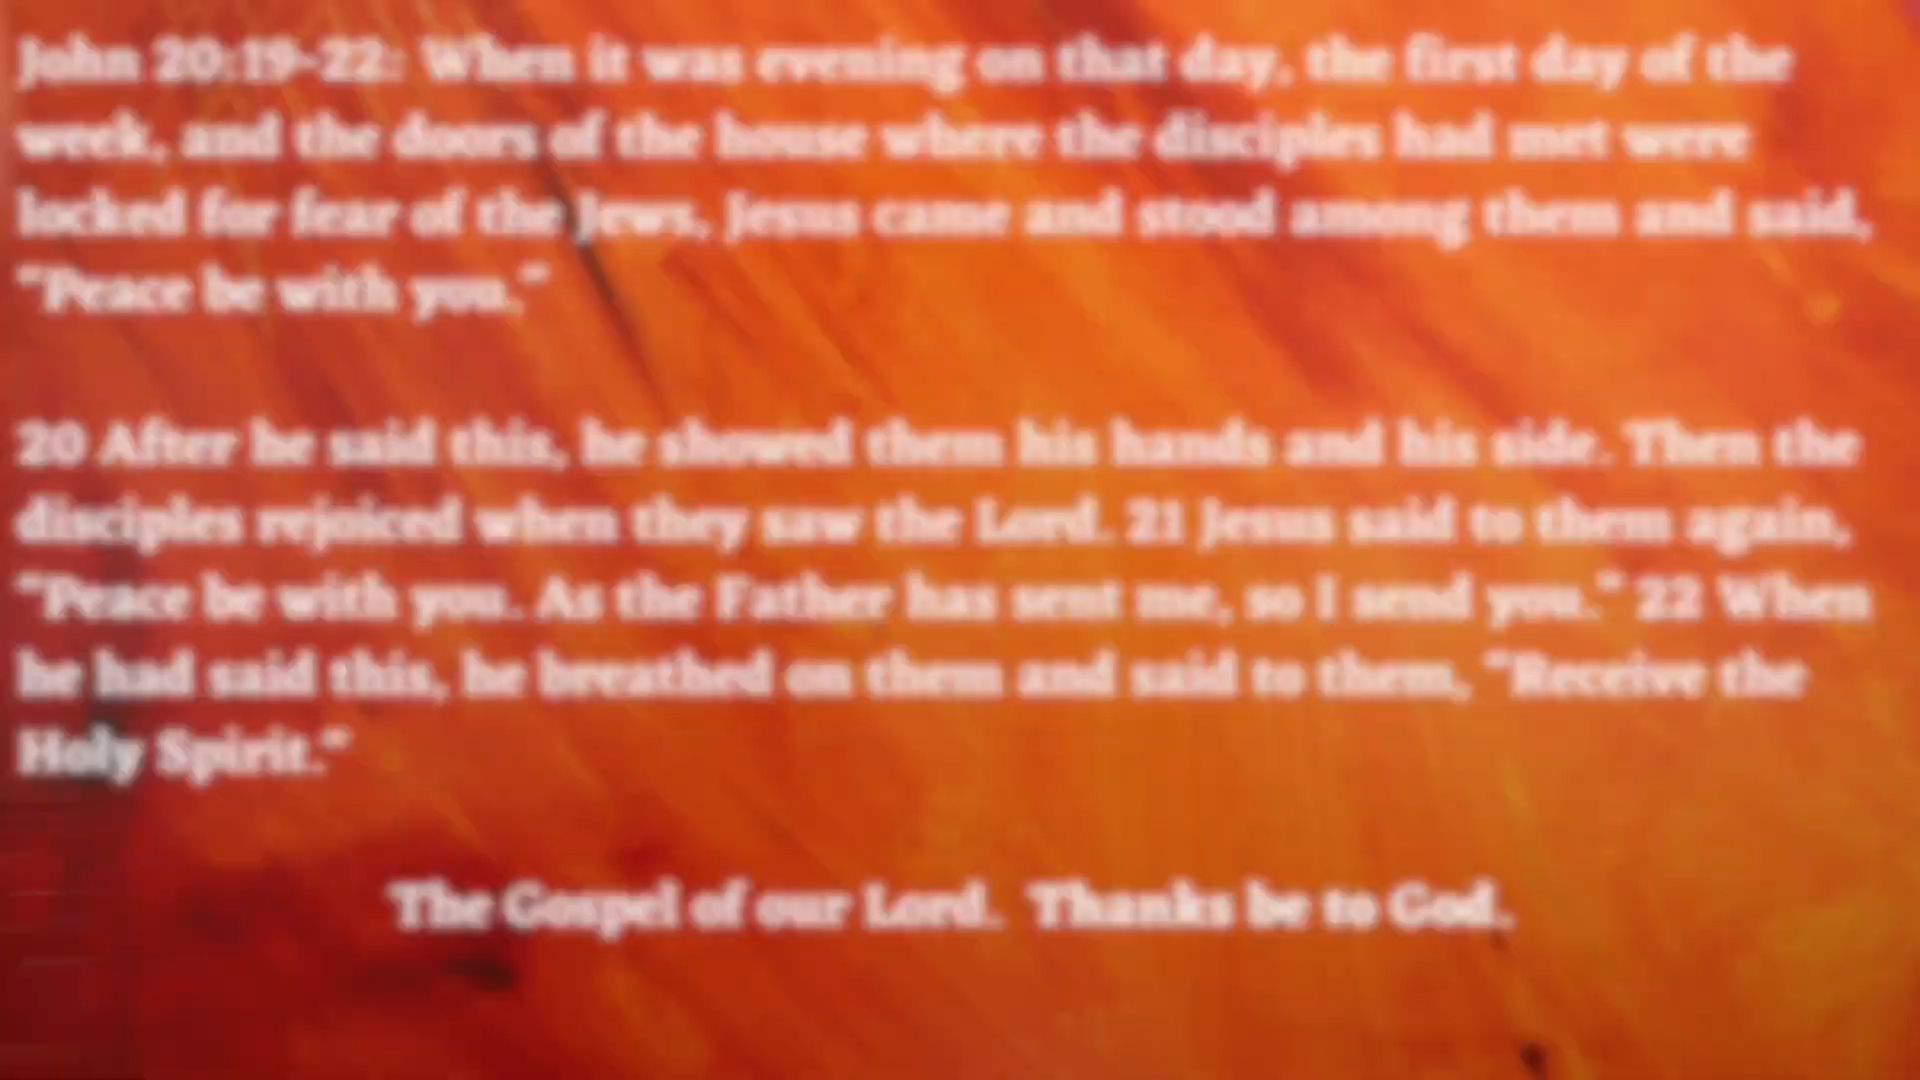 John 20:19-22: When it was evening on that day, the first day of the
week, and the doors of the house where the disciples had met were
locked for fear of the Jews, Jesus came and stood among them and said,
"Peace be with you."
20 After he said this, he showed them his hands and his side. Then the
disciples rejoiced when they saw the Lord. 21 Jesus said to them again,
"Peace be with you. As the Father has sent me, so I send you." 22 When
he had said this, he breathed on them and said to them, "Receive the
Holy Spirit."
The Gospel of our Lord. Thanks be to God.